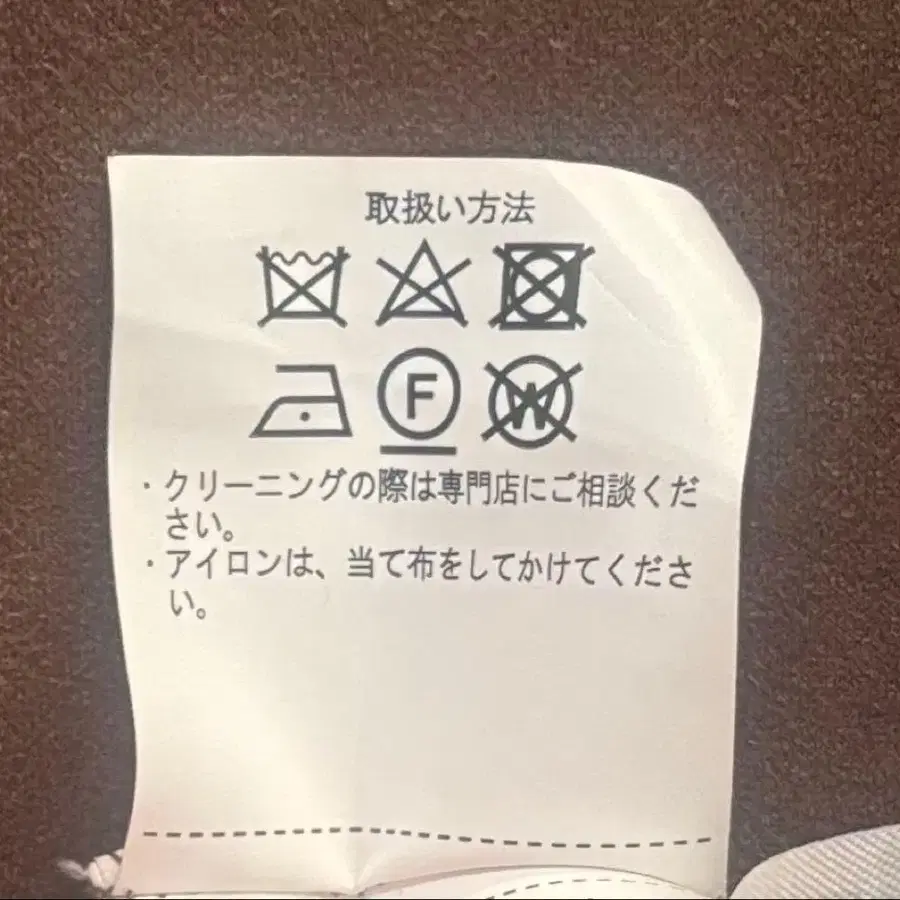 取扱い方法
F W
・クリーニングの際は専門店にご相談くだ
さい。
・アイロンは、当て布をしてかけてくださ
い。